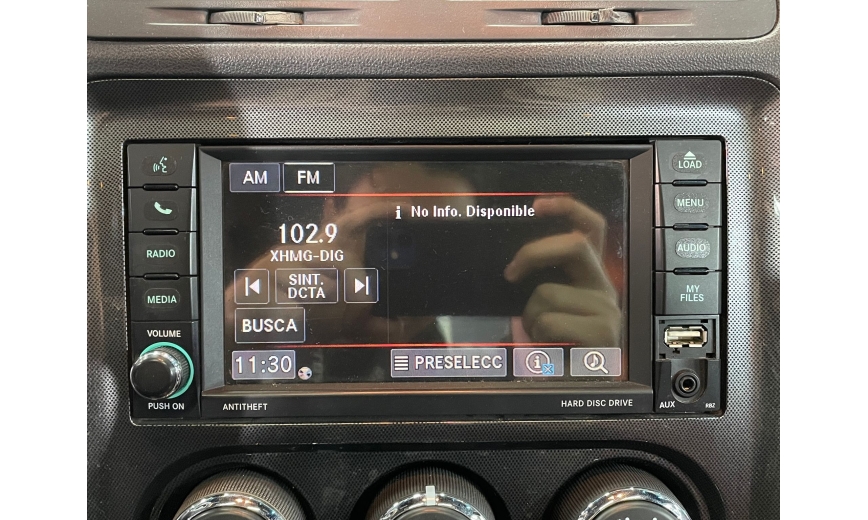 AM
FM
i No Info. Disponible
102.9
XHMG-DIG
SINT.
DCTA
BUSCA
11:30
PRESELECC
i
RADIO
MEDIA
VOLUME
PUSH ON
ANTITHEFT
HARD DISC DRIVE
LOAD
MENU
AUDIO
MY
FILES
AUX
RBZ